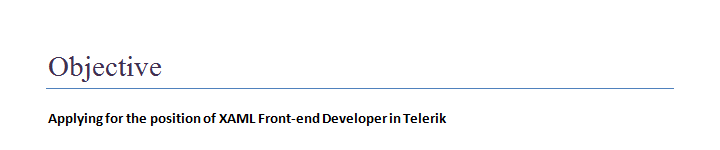 Objective
Applying for the position of XAML Front-end Developer in Telerik